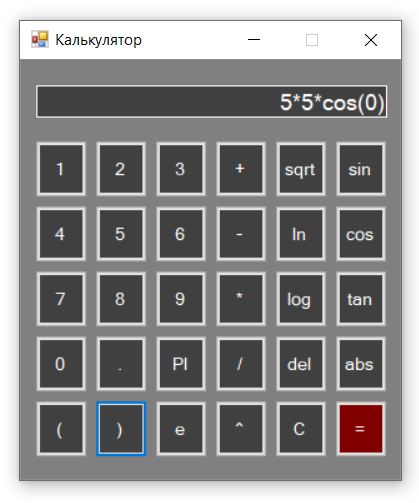 Калькулятор
5*5*cos(0)
1 2 3 + sqrt sin
4 5 6 - ln cos
7 8 9 * log tan
0 . PI / del abs
( ) e ^ C =